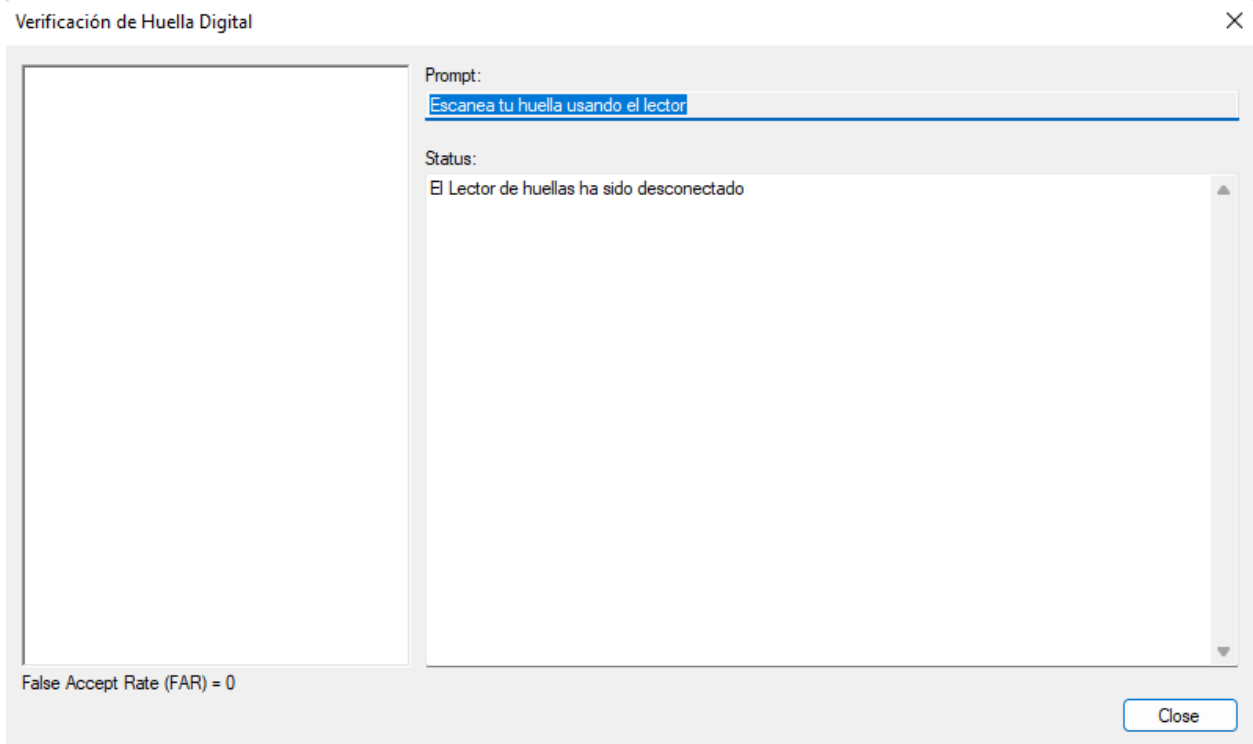 Verificación de Huella Digital
Prompt:
Escanea tu huella usando el lector
Status:
El Lector de huellas ha sido desconectado
False Accept Rate (FAR) = 0
Close